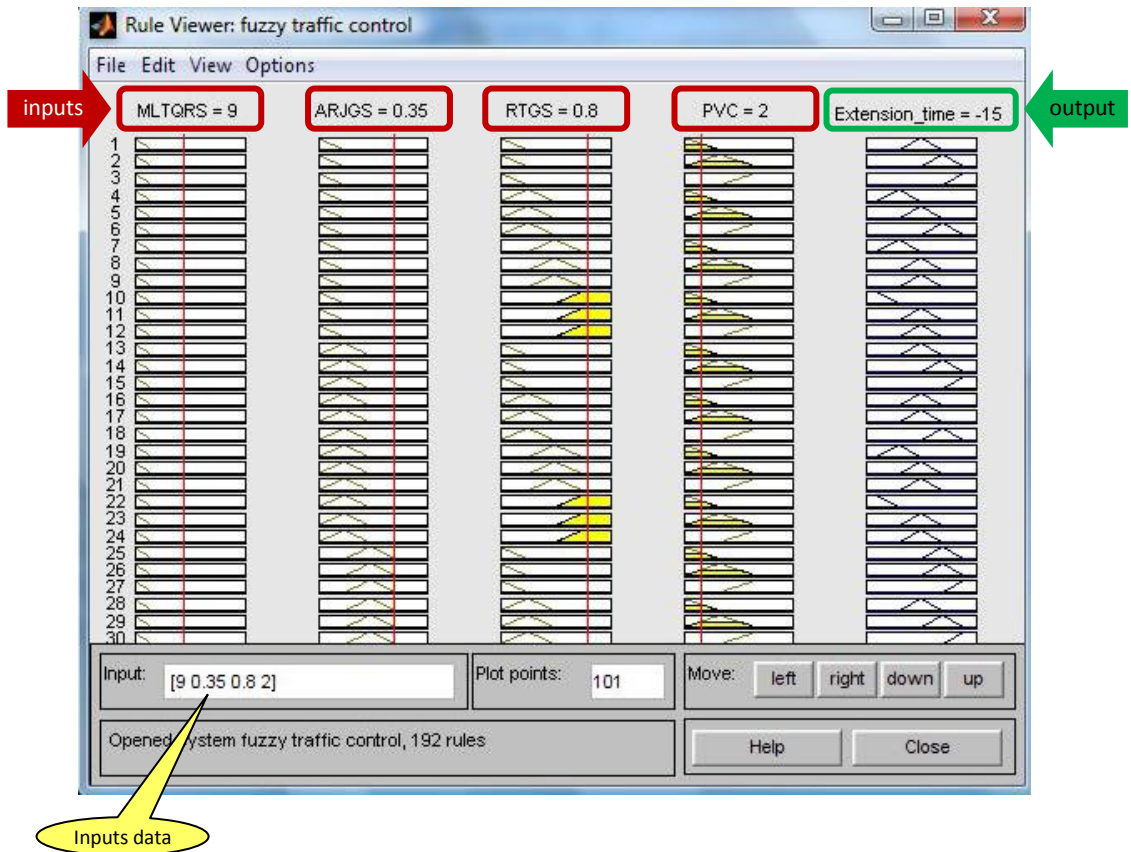 Rule Viewer: fuzzy traffic control
File Edit View Options
inputs
MLTQRS = 9
ARJGS = 0.35
RTGS = 0.8
PVC = 2
Extension_time = -15
output
1
2
3
4
5
6
7
8
9
10
11
12
13
14
15
16
17
18
19
20
21
22
23
24
25
26
27
28
29
30
Input:
[9 0.35 0.8 2]
Plot points:
101
Move:
left
right
down
up
Opened system fuzzy traffic control, 192 rules
Help
Close
Inputs data